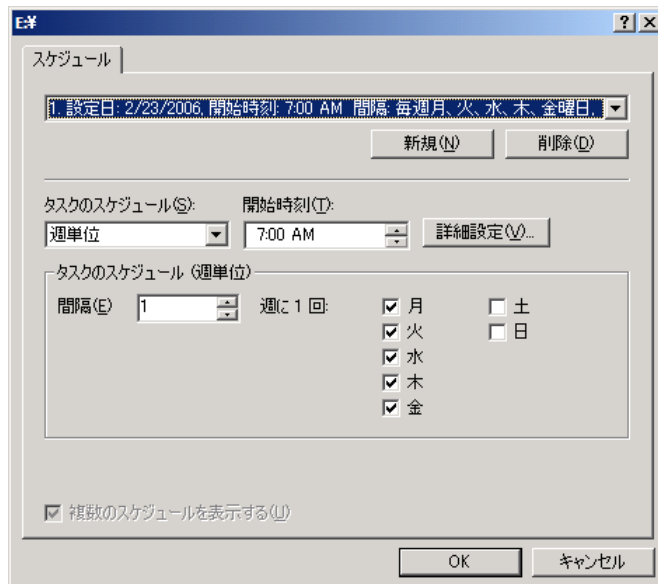 E:¥
スケジュール
1. 設定日: 2/23/2006, 開始時刻: 7:00 AM 間隔: 毎週月、火、水、木、金曜日,
新規(N) 削除(D)
タスクのスケジュール(S): 開始時刻(T):
週単位 7:00 AM 詳細設定(V)...
タスクのスケジュール (週単位)
間隔(E) 1 週に 1 回: 月 土
火 日
水
木
金
複数のスケジュールを表示する(U)
OK キャンセル